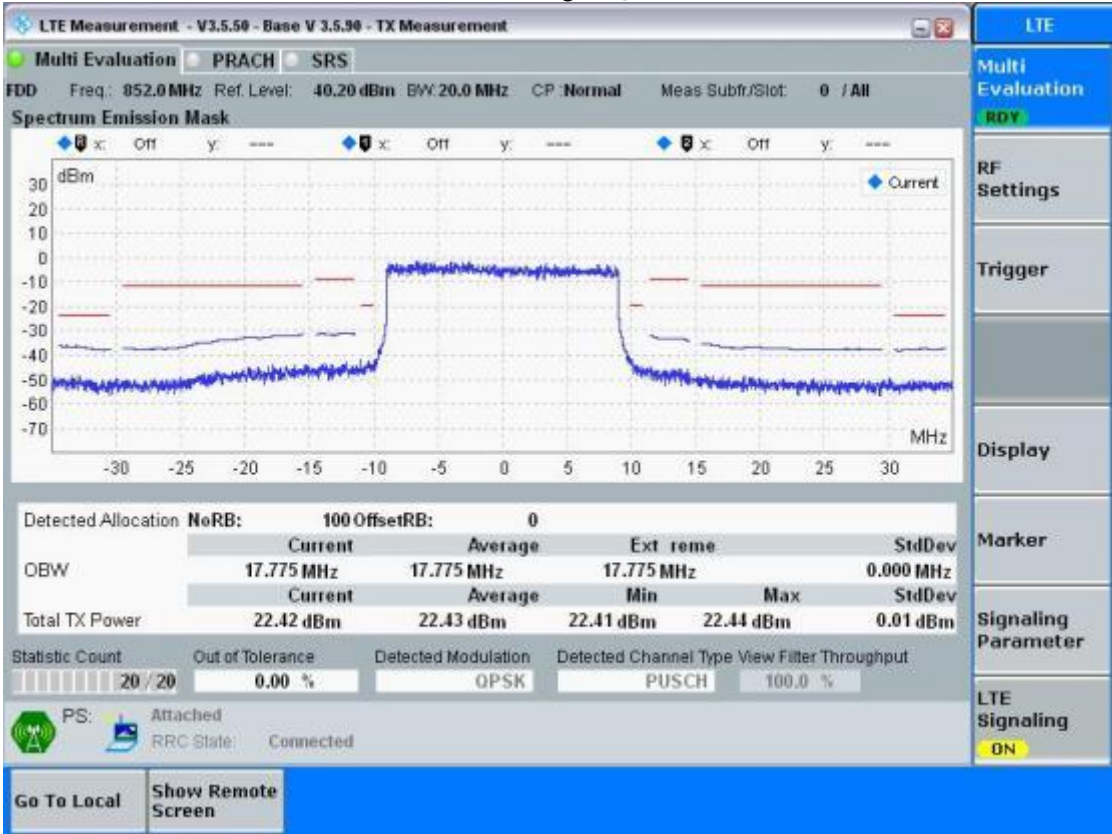 LTE Measurement - V3.5.50 - Base V 3.5.90 - TX Measurement
LTE
Multi Evaluation PRACH SRS
Multi
Evaluation
RDY
FDD Freq.: 852.0 MHz Ref. Level: 40.20 dBm BW: 20.0 MHz CP :Normal Meas Subfr./Slot: 0 / All
Spectrum Emission Mask
x: Off y: --- x: Off y: --- x: Off y: ---
dBm
Current
30
20
10
0
-10
-20
-30
-40
-50
-60
-70
MHz
-30 -25 -20 -15 -10 -5 0 5 10 15 20 25 30
RF
Settings
Trigger
Display
Marker
Signaling
Parameter
LTE
Signaling
ON
Detected Allocation NoRB: 100 OffsetRB: 0
Current Average Ext reme StdDev
OBW 17.775 MHz 17.775 MHz 17.775 MHz 0.000 MHz
Current Average Min Max StdDev
Total TX Power 22.42 dBm 22.43 dBm 22.41 dBm 22.44 dBm 0.01 dBm
Statistic Count Out of Tolerance Detected Modulation Detected Channel Type View Filter Throughput
20 / 20 0.00 % QPSK PUSCH 100.0 %
PS: Attached
RRC State: Connected
Go To Local
Show Remote
Screen